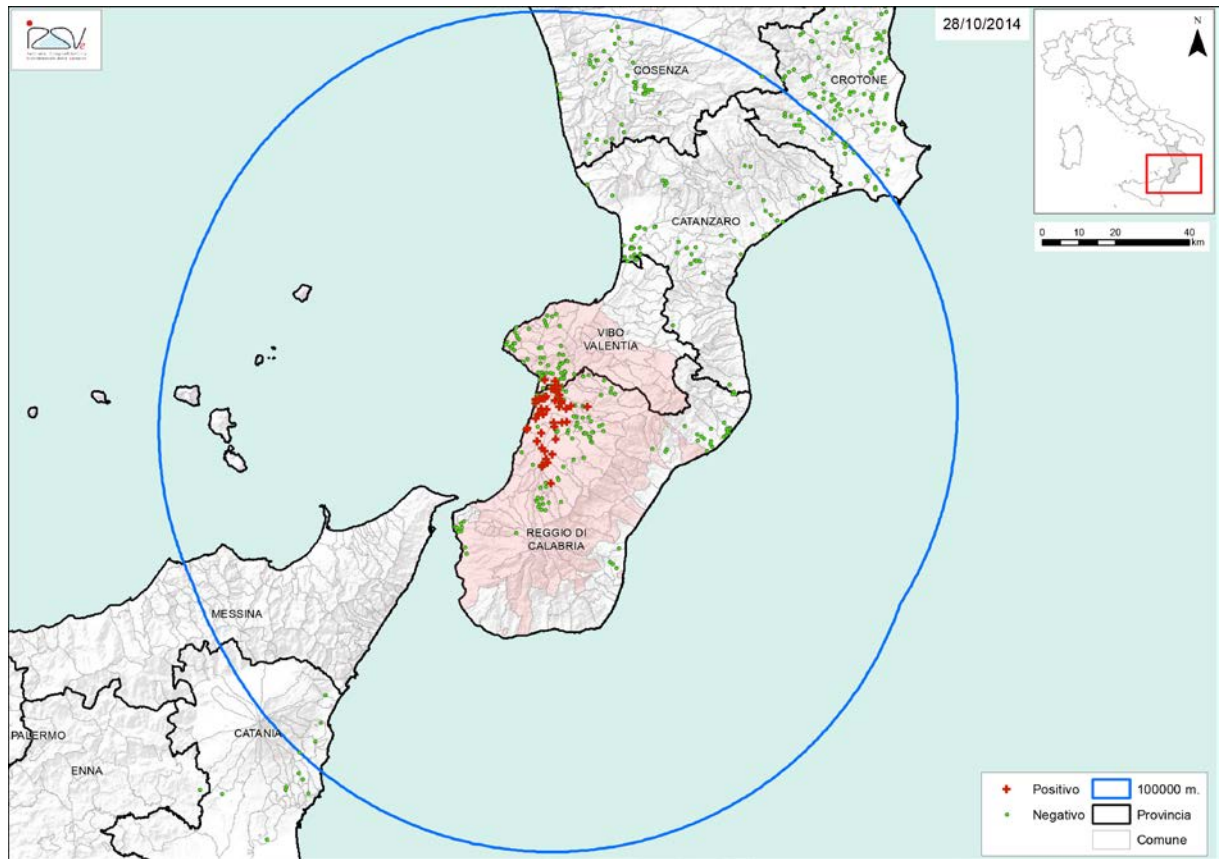 28/10/2014
N
COSENZA
CROTONE
CATANZARO
0 10 20 40
km
VIBO
VALENTIA
REGGIO DI
CALABRIA
MESSINA
PALERMO
CATANIA
ENNA
Positivo
Negativo
100000 m.
Provincia
Comune